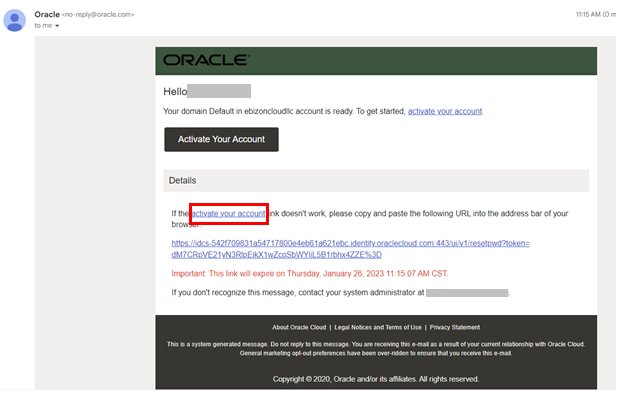 Oracle <no-reply@oracle.com>
11:15 AM (0 m
to me
ORACLE
Hello
Your domain Default in ebizoncloudllc account is ready. To get started, activate your account.
Activate Your Account
Details
If the activate your account link doesn't work, please copy and paste the following URL into the address bar of your
browser.
https://idcs-542f709831a54717800e4eb61a621ebc.identity.oraclecloud.com:443/ui/v1/resetpwd?token=
dM7CRpVE21yN3RlpEjkX1wZcoSbWYljL5B1rbhx4ZZE%3D
Important: This link will expire on Thursday, January 26, 2023 11:15:07 AM CST.
If you don't recognize this message, contact your system administrator at
About Oracle Cloud | Legal Notices and Terms of Use | Privacy Statement
This is a system generated message. Do not reply to this message. You are receiving this e-mail as a result of your current relationship with Oracle Cloud.
General marketing opt-out preferences have been over-ridden to ensure that you receive this e-mail.
Copyright © 2020, Oracle and/or its affiliates. All rights reserved.